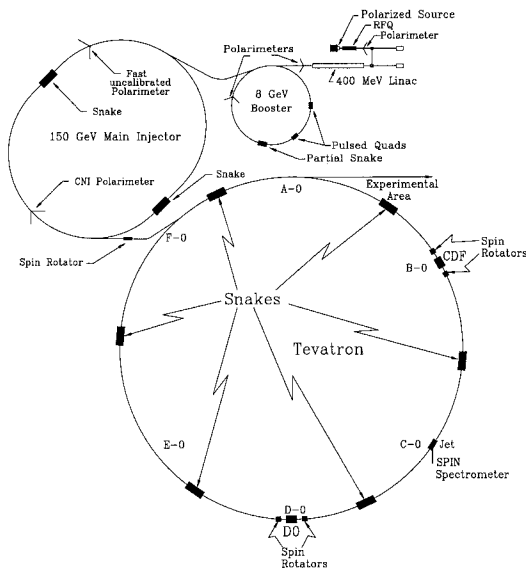 Polarized Source
RFQ
Polarimeter
Polarimeters
400 MeV Linac
Fast
uncalibrated
Polarimeter
8 GeV
Booster
Snake
150 GeV Main Injector
Pulsed Quads
Partial Snake
CNI Polarimeter
Snake
A-0
Experimental
Area
F-0
Spin Rotator
Spin
Rotators
CDF
B-0
Snakes
Tevatron
E-0
C-0
Jet
SPIN
Spectrometer
D-0
D0
Spin
Rotators